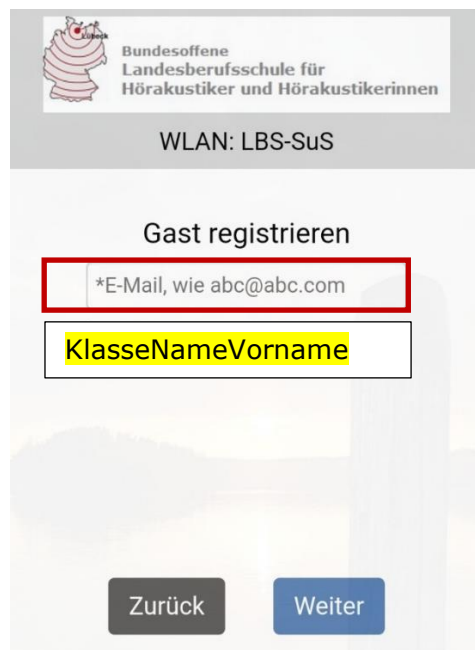 Lübeck
Bundesoffene
Landesberufsschule für
Hörakustiker und Hörakustikerinnen
WLAN: LBS-SuS
Gast registrieren
*E-Mail, wie abc@abc.com
KlasseNameVorname
Zurück
Weiter